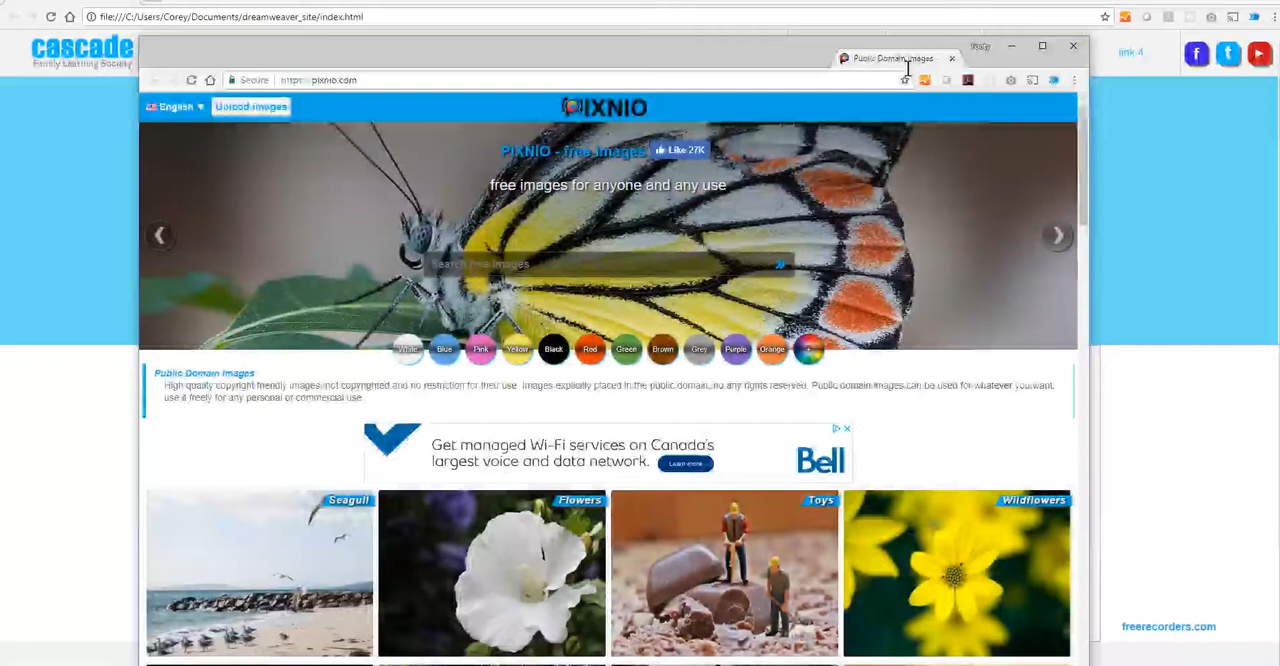 file:///C:/Users/Corey/Documents/dreamweaver_site/index.html
cascade
Family Learning Society
link 4
Public Domain Images
Secure
https://pixnio.com
English
Upload images
PIXNIO
PIXNIO - free images
Like 27K
free images for anyone and any use
Search free images
White
Blue
Pink
Yellow
Black
Red
Green
Brown
Grey
Purple
Orange
+
Public Domain Images
High quality copyright friendly images, not copyrighted and no restriction for their use. Images explicitly placed in the public domain, no any rights reserved. Public domain images can be used for whatever you want,
use it freely for any personal or commercial use
Get managed Wi-Fi services on Canada's
largest voice and data network.
Learn more
Bell
Seagull
Flowers
Toys
Wildflowers
freerecorders.com